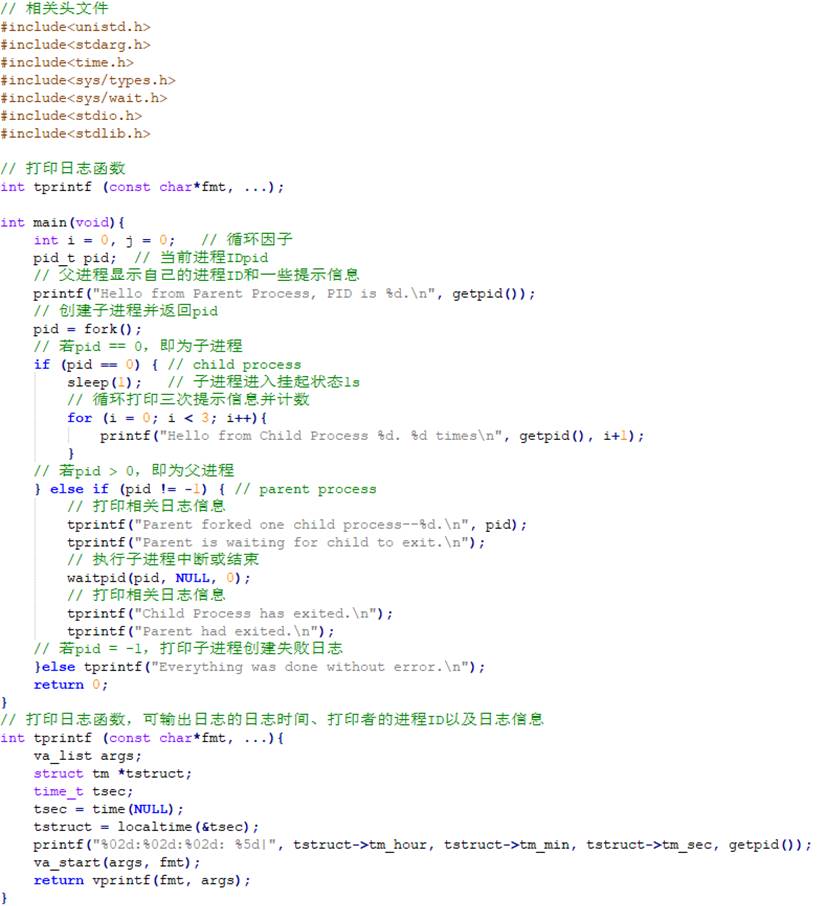 // 相关头文件
#include<unistd.h>
#include<stdarg.h>
#include<time.h>
#include<sys/types.h>
#include<sys/wait.h>
#include<stdio.h>
#include<stdlib.h>

// 打印日志函数
int tprintf (const char*fmt, ...);

int main(void){
    int i = 0, j = 0;   // 循环因子
    pid_t pid;  // 当前进程IDpid
    // 父进程显示自己的进程ID和一些提示信息
    printf("Hello from Parent Process, PID is %d.\n", getpid());
    // 创建子进程并返回pid
    pid = fork();
    // 若pid == 0，即为子进程
    if (pid == 0) { // child process
        sleep(1);   // 子进程进入挂起状态1s
        // 循环打印三次提示信息并计数
        for (i = 0; i < 3; i++){
            printf("Hello from Child Process %d. %d times\n", getpid(), i+1);
        }
    // 若pid > 0，即为父进程
    } else if (pid != -1) { // parent process
        // 打印相关日志信息
        tprintf("Parent forked one child process--%d.\n", pid);
        tprintf("Parent is waiting for child to exit.\n");
        // 执行子进程中断或结束
        waitpid(pid, NULL, 0);
        // 打印相关日志信息
        tprintf("Child Process has exited.\n");
        tprintf("Parent had exited.\n");
    // 若pid = -1，打印子进程创建失败日志
    }else tprintf("Everything was done without error.\n");
    return 0;
}
// 打印日志函数，可输出日志的日志时间、打印者的进程ID以及日志信息
int tprintf (const char*fmt, ...){
    va_list args;
    struct tm *tstruct;
    time_t tsec;
    tsec = time(NULL);
    tstruct = localtime(&tsec);
    printf("%02d:%02d:%02d: %5d|", tstruct->tm_hour, tstruct->tm_min, tstruct->tm_sec, getpid());
    va_start(args, fmt);
    return vprintf(fmt, args);
}